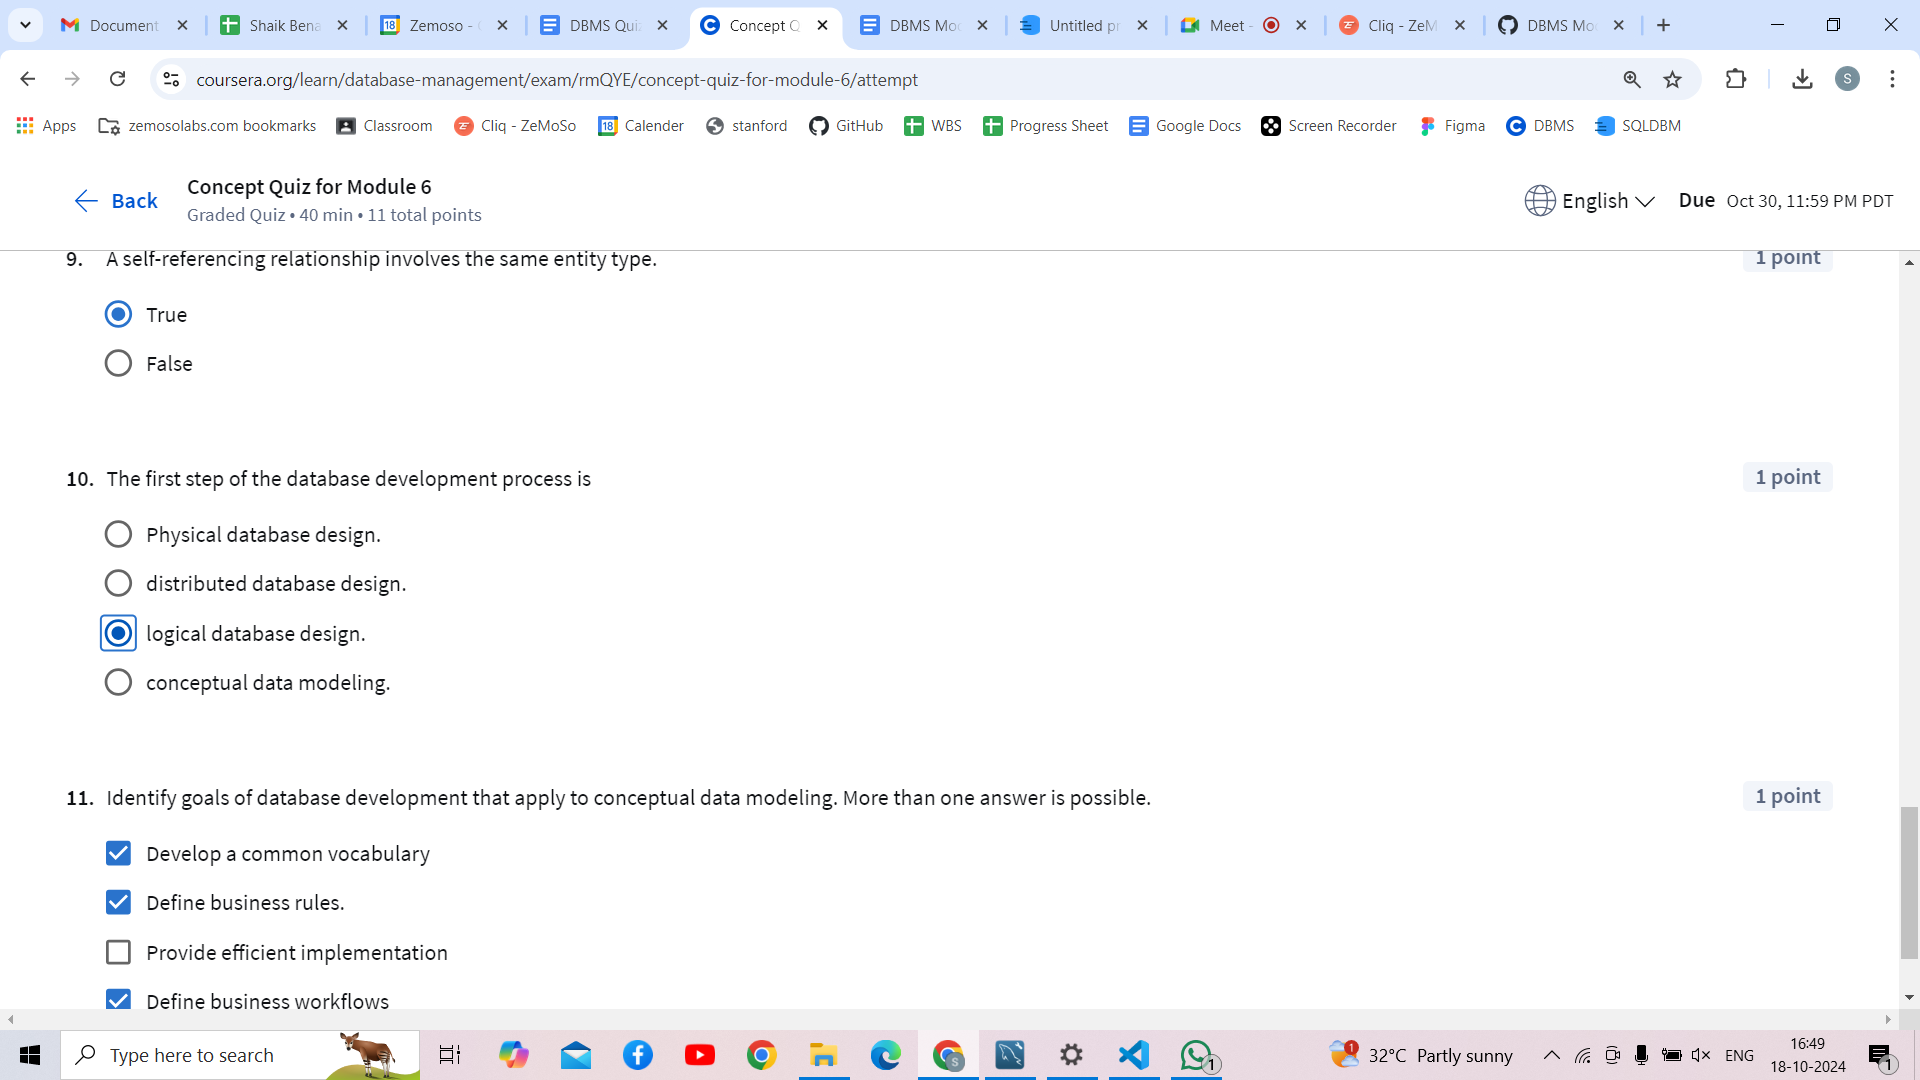 Document
Shaik Bena
Zemoso -
DBMS Qui
Concept Q
DBMS Mo
Untitled pr
Meet -
Cliq - ZeM
DBMS Mo
coursera.org/learn/database-management/exam/rmQYE/concept-quiz-for-module-6/attempt
S
Apps
zemosolabs.com bookmarks
Classroom
Cliq - ZeMoSo
18
Calender
stanford
GitHub
WBS
Progress Sheet
Google Docs
Screen Recorder
Figma
DBMS
SQLDBM
Back
Concept Quiz for Module 6
Graded Quiz • 40 min • 11 total points
English
Due Oct 30, 11:59 PM PDT
9. A self-referencing relationship involves the same entity type.
1 point
True
False
10. The first step of the database development process is
1 point
Physical database design.
distributed database design.
logical database design.
conceptual data modeling.
11. Identify goals of database development that apply to conceptual data modeling. More than one answer is possible.
1 point
Develop a common vocabulary
Define business rules.
Provide efficient implementation
Define business workflows
Type here to search
1
1
32°C Partly sunny
ENG
16:49
18-10-2024
1